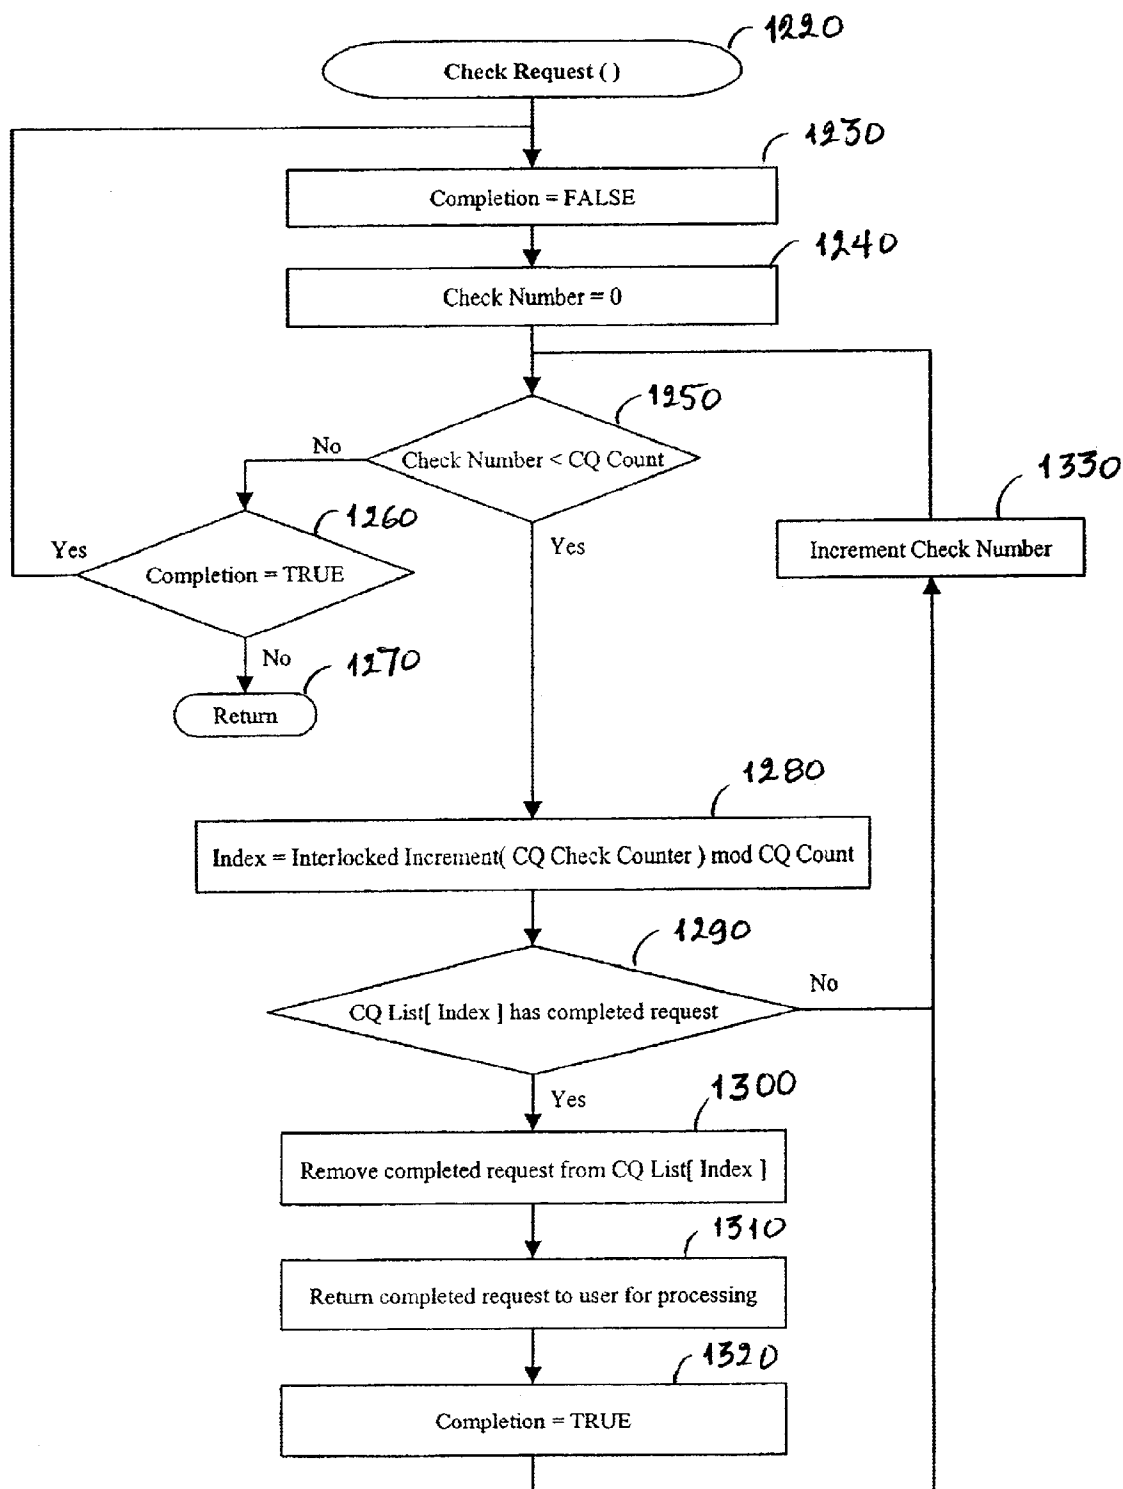 1220
Check Request ( )
1230
Completion = FALSE
1240
Check Number = 0
1250
No
Check Number < CQ Count
1330
1260
Yes
Yes
Increment Check Number
Completion = TRUE
No
1270
Return
1280
Index = Interlocked Increment( CQ Check Counter ) mod CQ Count
1290
No
CQ List[ Index ] has completed request
1300
Yes
Remove completed request from CQ List[ Index ]
1310
Return completed request to user for processing
1320
Completion = TRUE